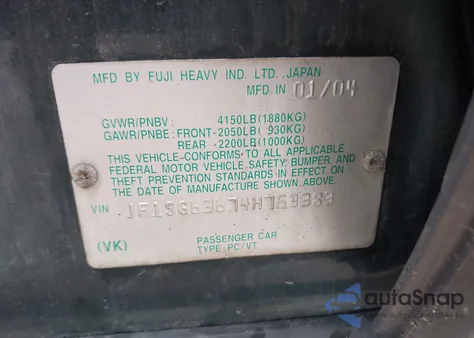 MFD BY FUJI HEAVY IND. LTD. JAPAN
MFD. IN 01/04
GVWR/PNBV: 4150LB(1880KG)
GAWR/PNBE: FRONT-2050LB( 930KG)
REAR -2200LB(1000KG)
THIS VEHICLE CONFORMS TO ALL APPLICABLE
FEDERAL MOTOR VEHICLE SAFETY, BUMPER, AND
THEFT PREVENTION STANDARDS IN EFFECT ON
THE DATE OF MANUFACTURE SHOWN ABOVE.
VIN
(VK)
PASSENGER CAR
TYPE PC/VT
autoSnap